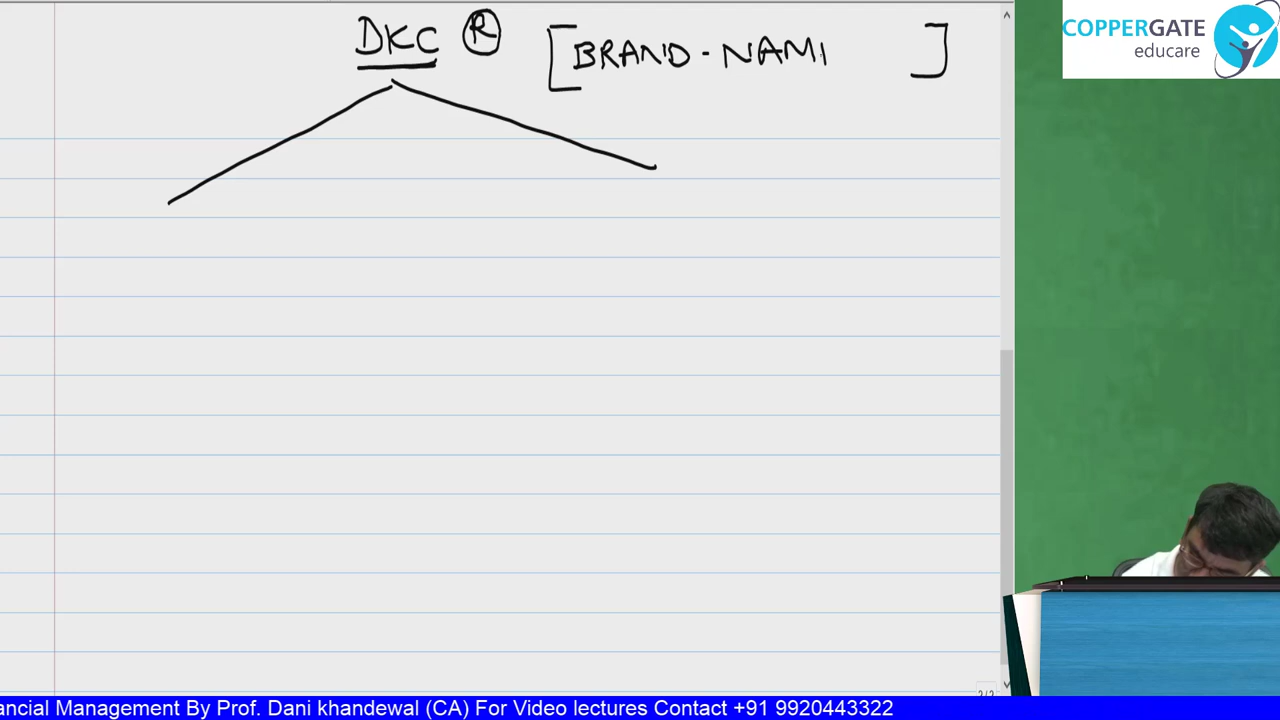 DKC ® [BRAND-NAMI ]
COPPERGATE
educare
ancial Management By Prof. Dani khandewal (CA) For Video lectures Contact +91 9920443322